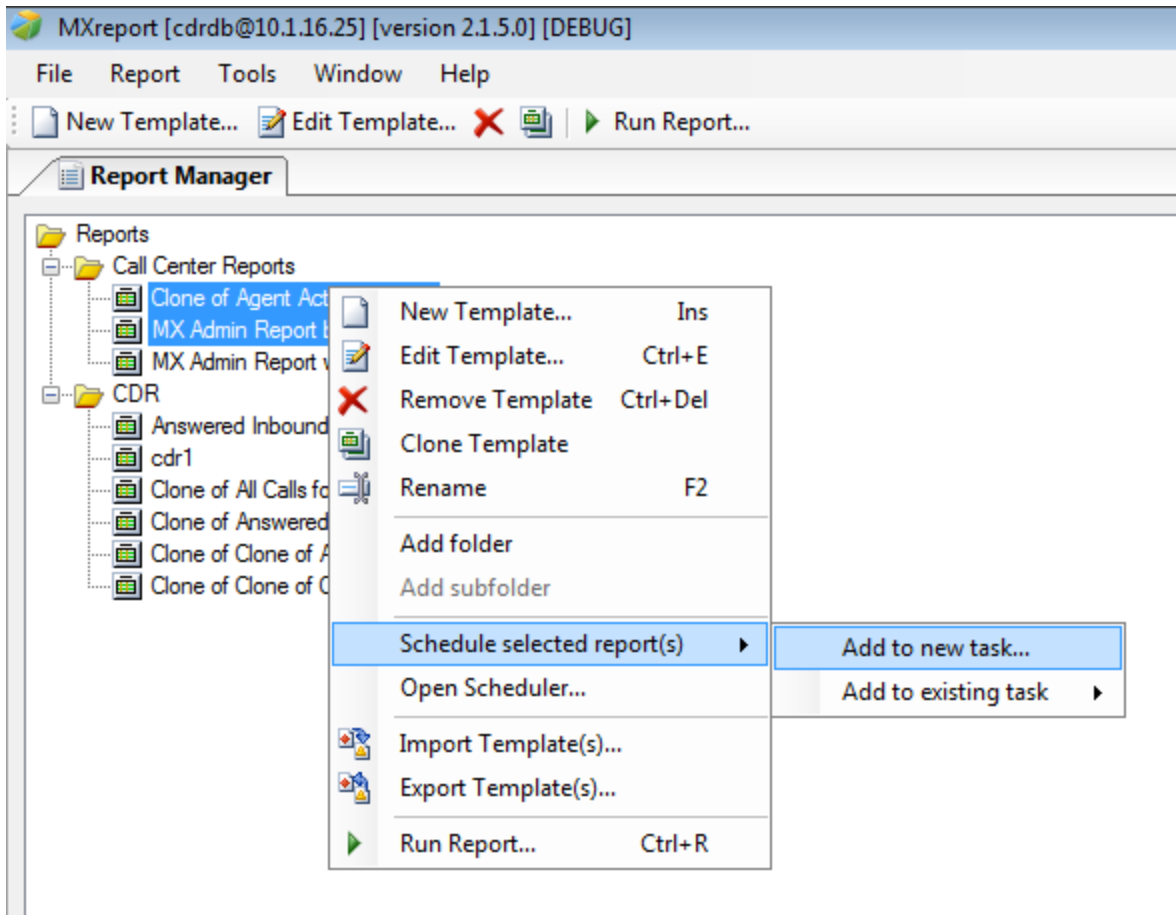 MXreport [cdrdb@10.1.16.25] [version 2.1.5.0] [DEBUG]
File Report Tools Window Help
New Template... Edit Template... Run Report...
Report Manager
Reports
Call Center Reports
Clone of Agent
MX Admin Report
MX Admin Report
CDR
Answered Inbound
cdr1
Clone of All Calls
Clone of Answered
Clone of Clone of
Clone of Clone of
New Template... Ins
Edit Template... Ctrl+E
Remove Template Ctrl+Del
Clone Template
Rename F2
Add folder
Add subfolder
Schedule selected report(s)
Open Scheduler...
Import Template(s)...
Export Template(s)...
Run Report... Ctrl+R
Add to new task...
Add to existing task